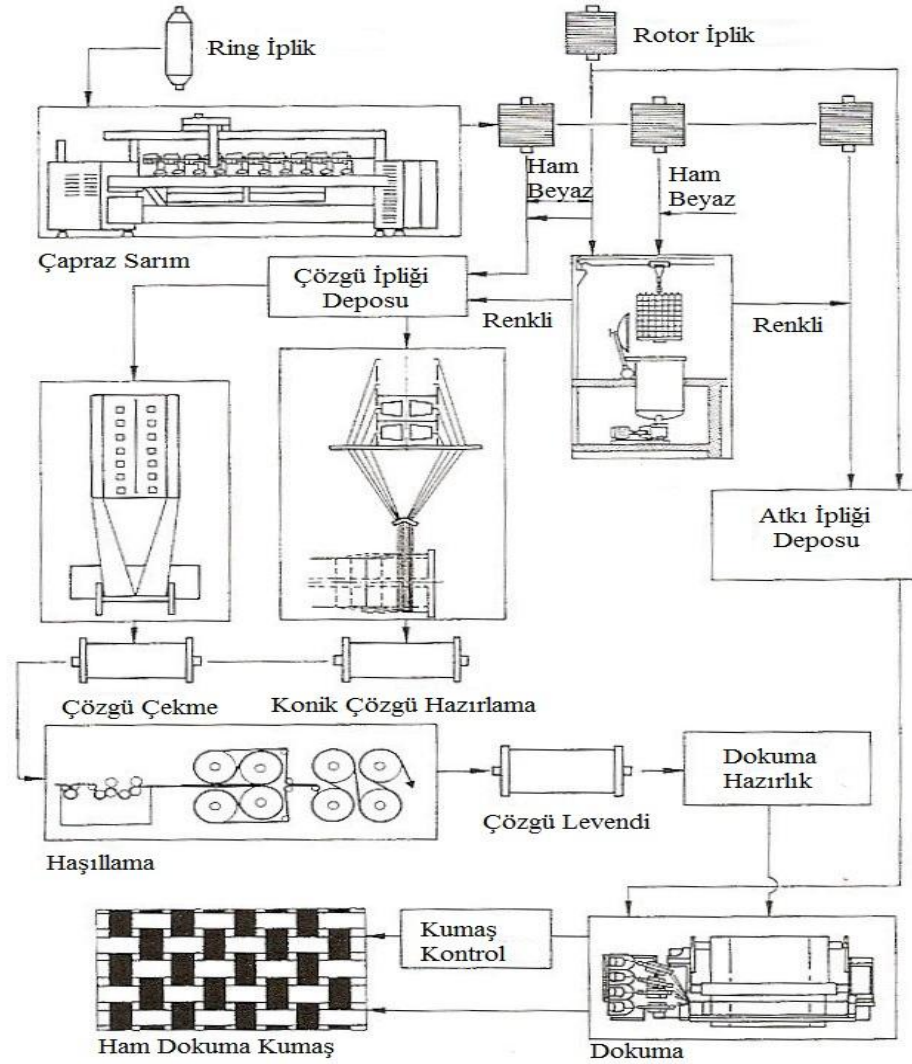 Ring İplik
Rotor İplik
Ham
Beyaz
Ham
Beyaz
Çapraz Sarım
Çözgü İpliği
Deposu
Renkli
Renkli
Atkı İpliği
Deposu
Çözgü Çekme
Konik Çözgü Hazırlama
Dokuma
Hazırlık
Çözgü Levendi
Haşıllama
Kumaş
Kontrol
Ham Dokuma Kumaş
Dokuma